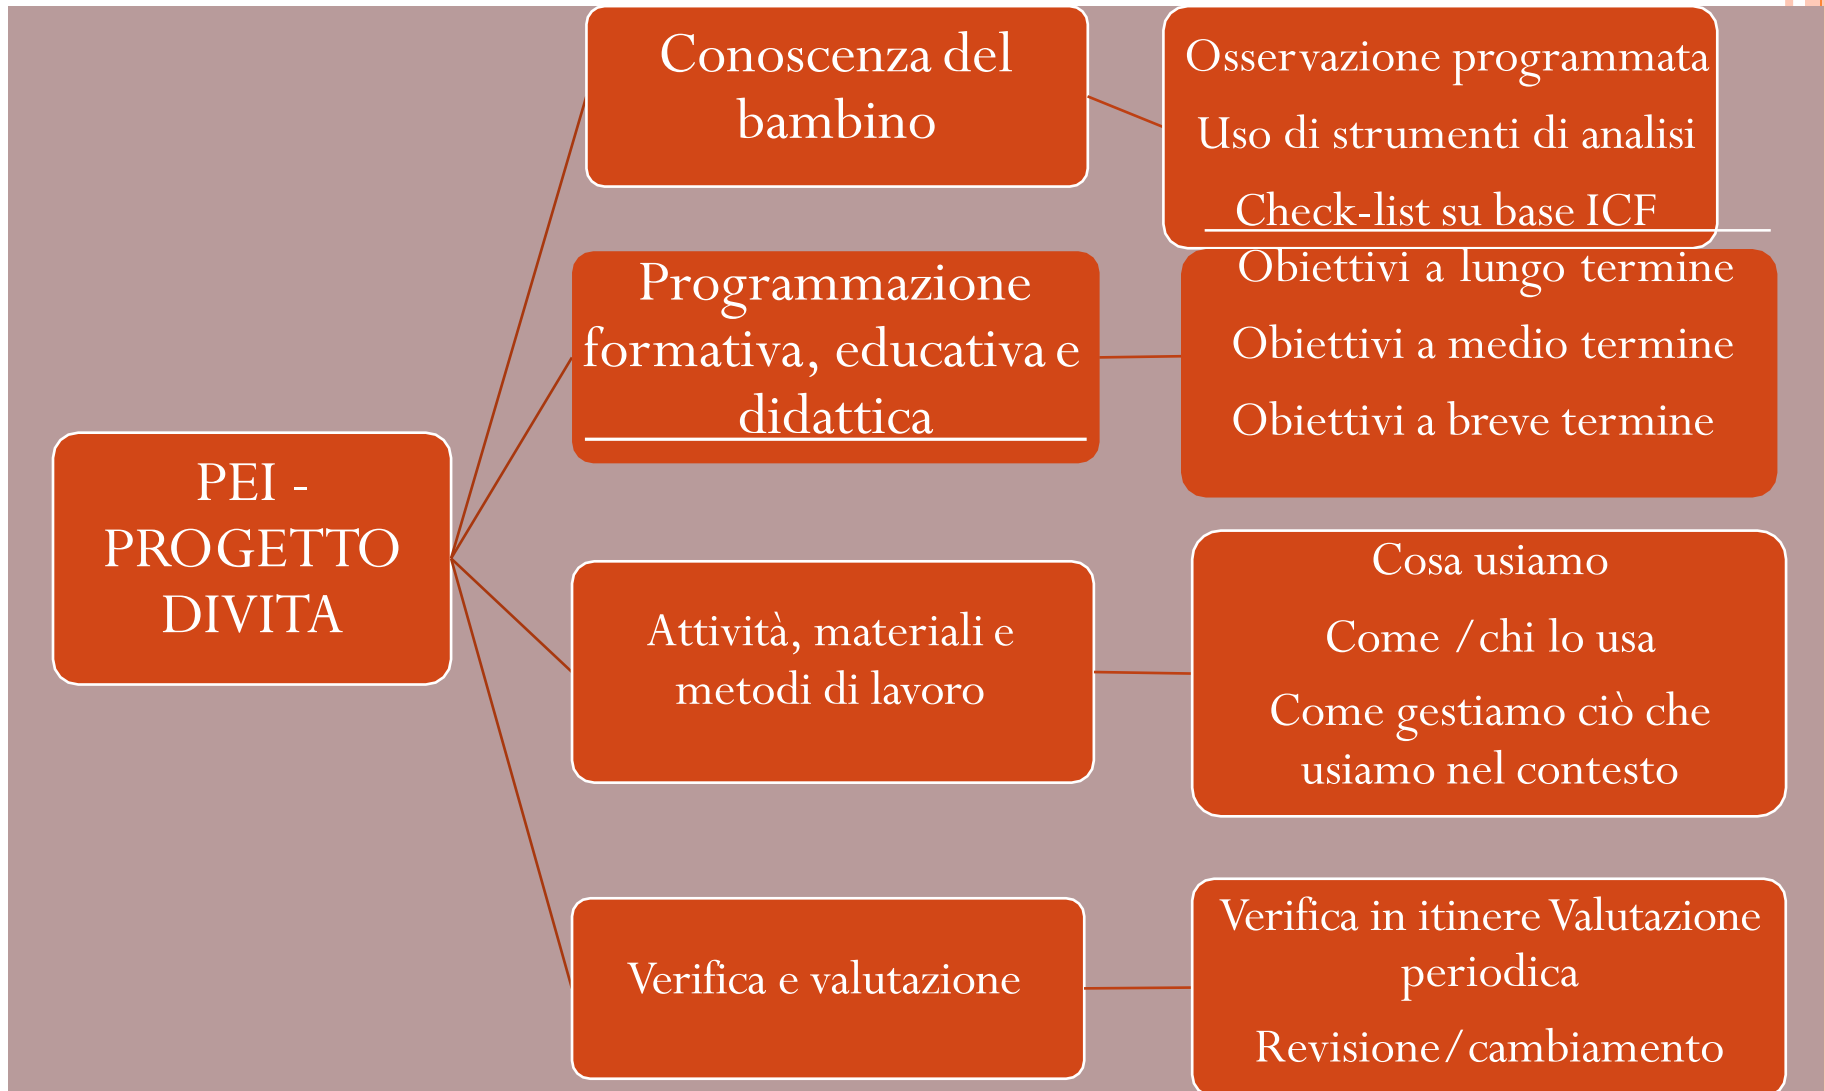 Conoscenza del
bambino
Osservazione programmata
Uso di strumenti di analisi
Check-list su base ICF
Programmazione
formativa, educativa e
didattica
Obiettivi a lungo termine
Obiettivi a medio termine
Obiettivi a breve termine
PEI -
PROGETTO
DIVITA
Attività, materiali e
metodi di lavoro
Cosa usiamo
Come /chi lo usa
Come gestiamo ciò che
usiamo nel contesto
Verifica e valutazione
Verifica in itinere Valutazione
periodica
Revisione/cambiamento